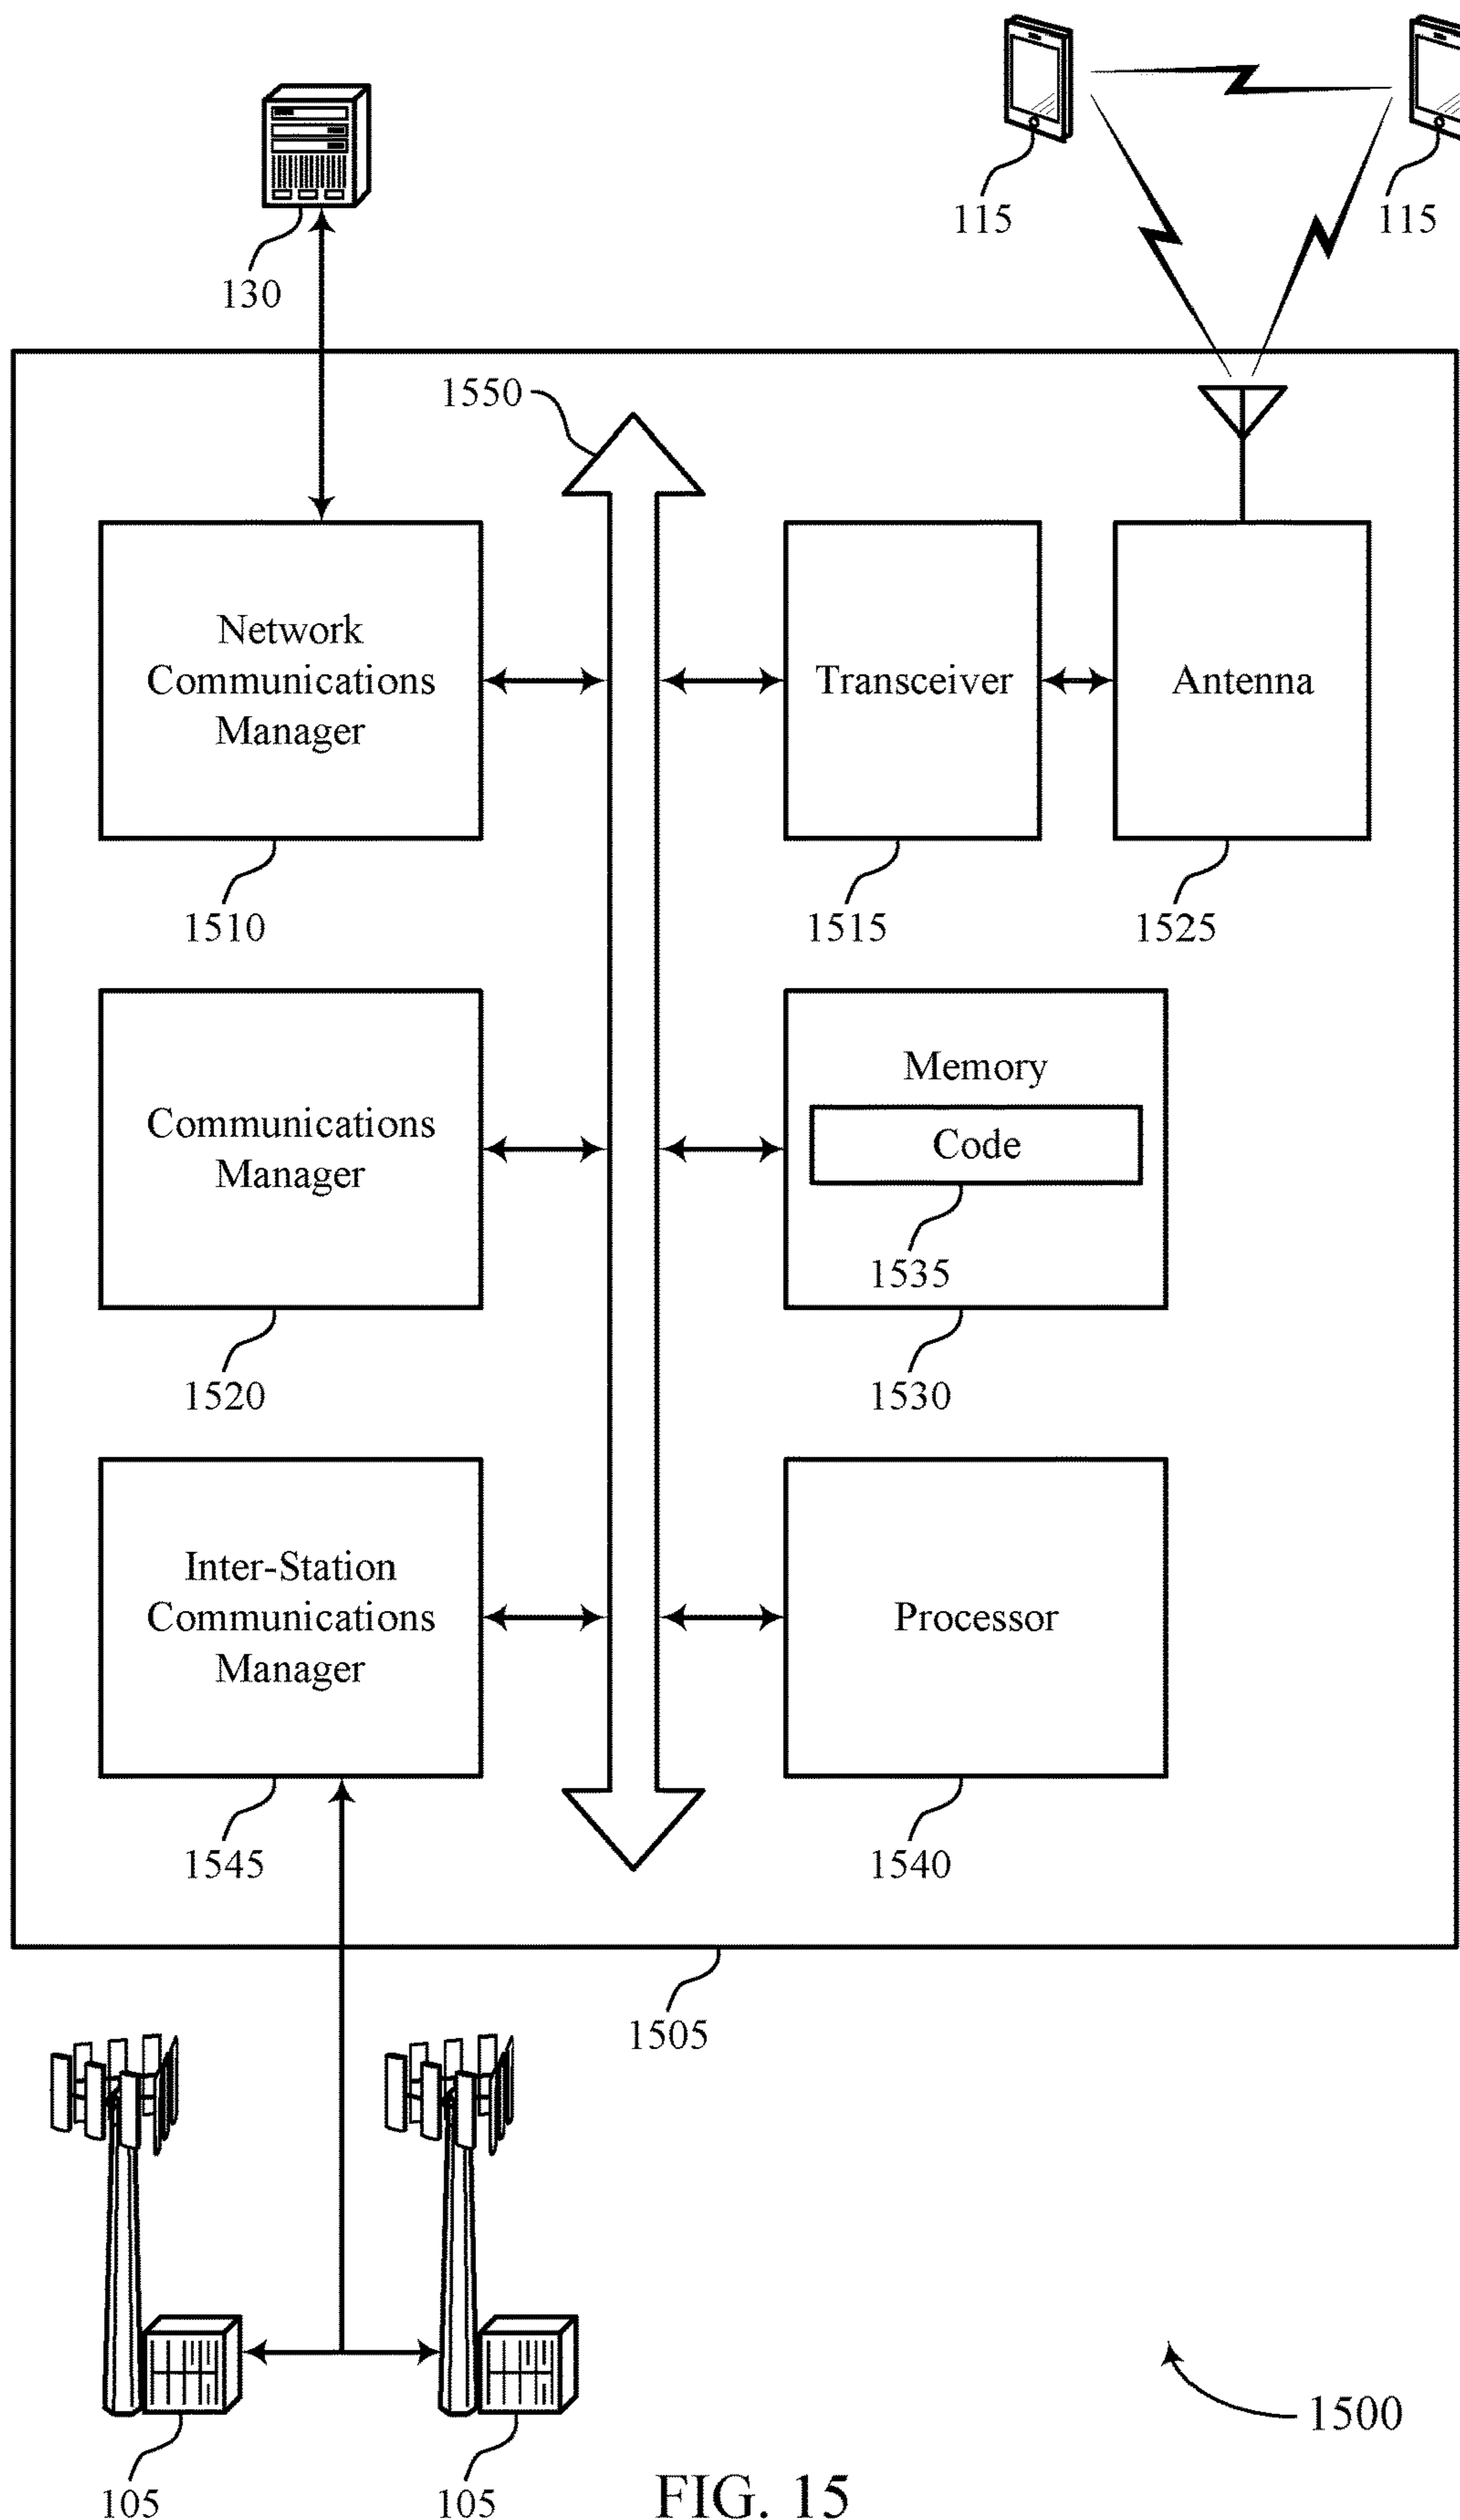 115
115
130
1550
Network
Communications
Manager
Transceiver
Antenna
1510
1515
1525
Communications
Manager
Memory
Code
1535
1520
1530
Inter-Station
Communications
Manager
Processor
1545
1540
1505
1500
105
105
FIG. 15